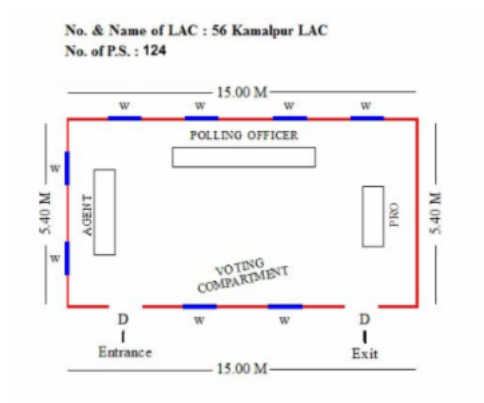 No. & Name of LAC : 56 Kamalpur LAC
No. of P.S. : 124
15.00 M
W W W W
POLLING OFFICER
W
AGENT
5.40 M
PRO
5.40 M
W
VOTING
COMPARTMENT
D W W D
Entrance Exit
15.00 M